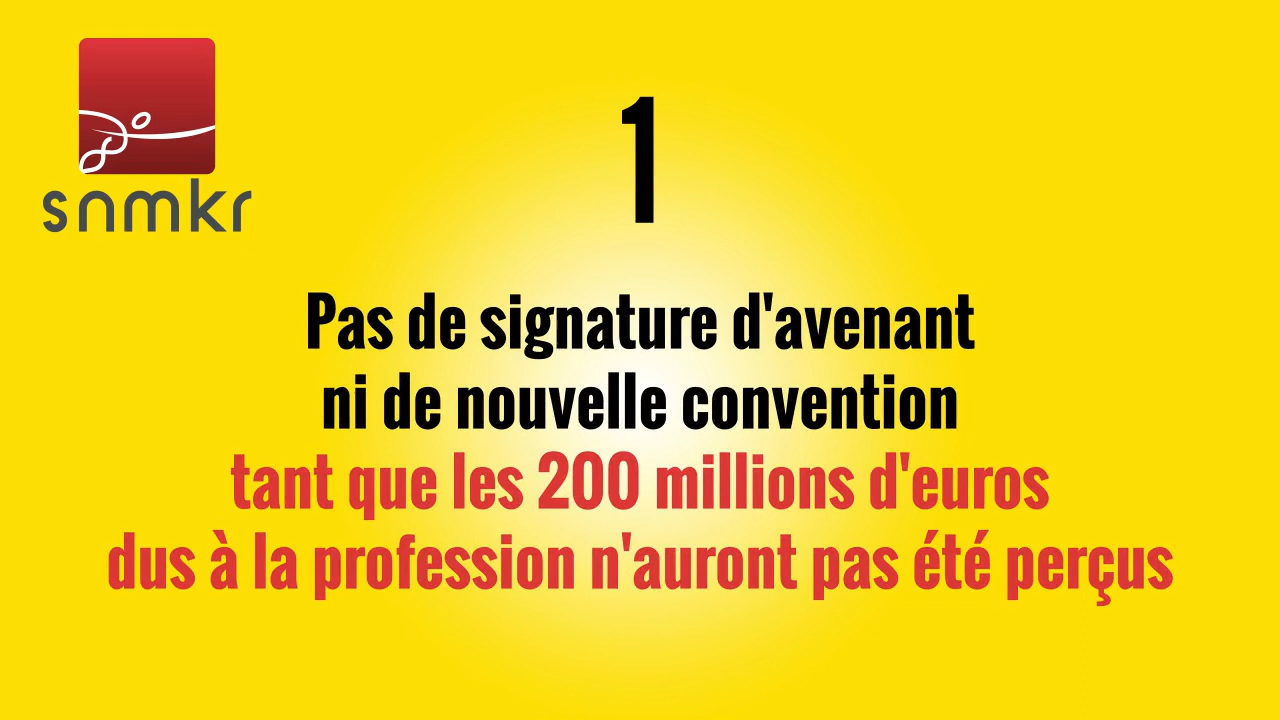 snmkr
1
Pas de signature d'avenant
ni de nouvelle convention
tant que les 200 millions d'euros
dus à la profession n'auront pas été perçus